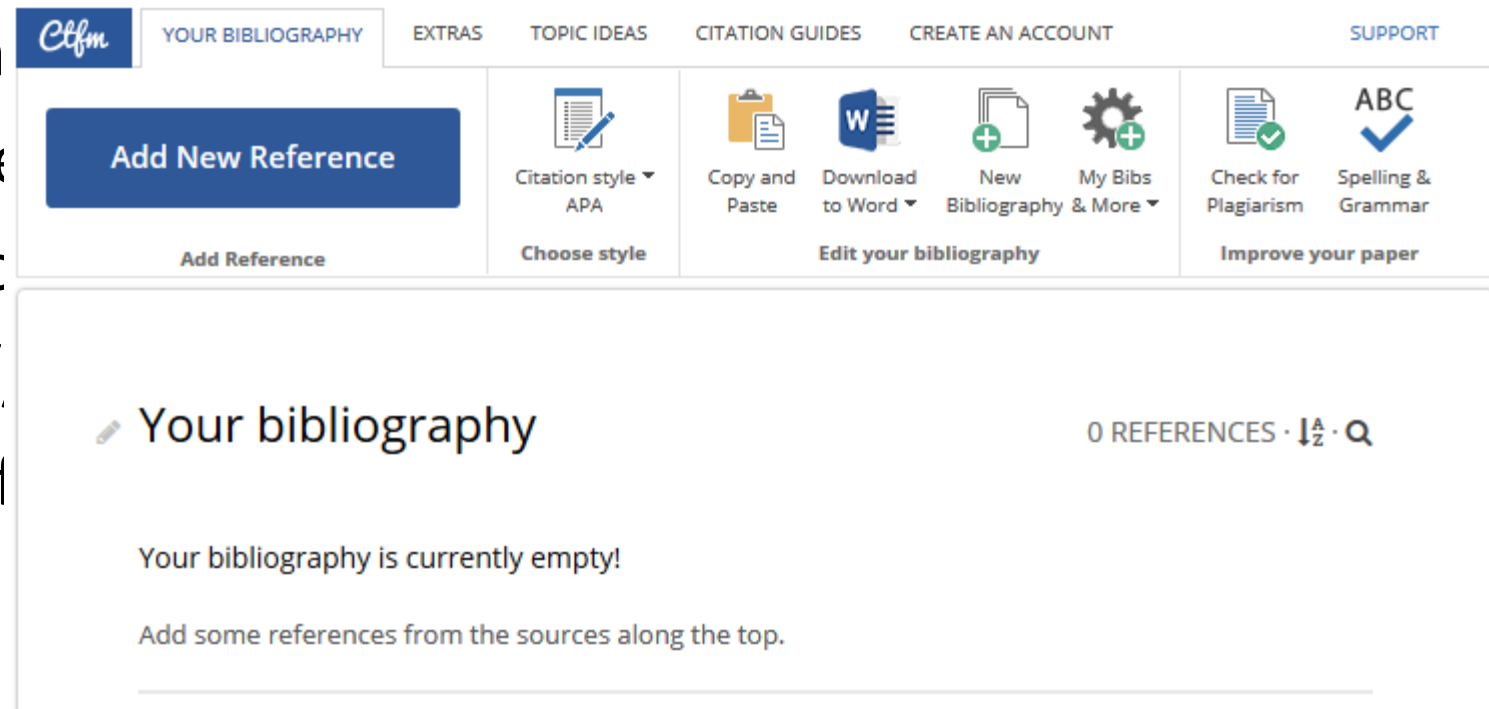 Ctfm YOUR BIBLIOGRAPHY EXTRAS TOPIC IDEAS CITATION GUIDES CREATE AN ACCOUNT SUPPORT
Add New Reference
Add Reference
Citation style
APA
Choose style
Copy and
Paste
Download
to Word
New
Bibliography
My Bibs
& More
Edit your bibliography
Check for
Plagiarism
ABC
Spelling &
Grammar
Improve your paper
Your bibliography
0 REFERENCES · A Z ·
Your bibliography is currently empty!
Add some references from the sources along the top.